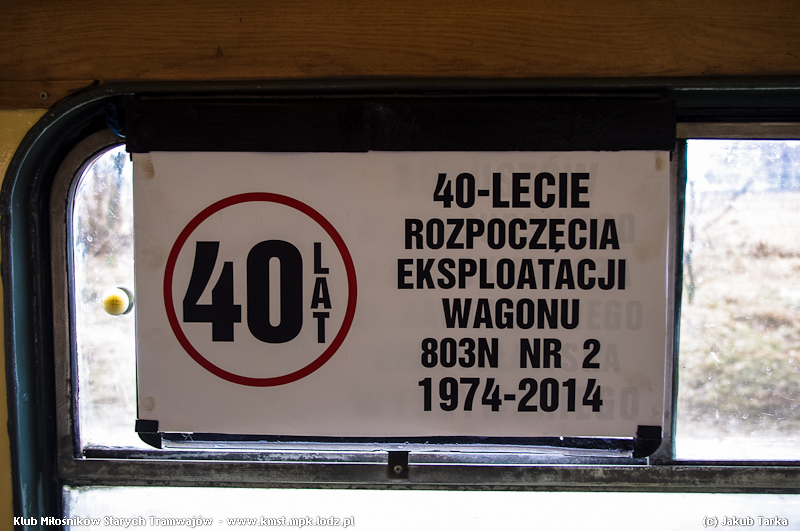 40
LAT
40-LECIE
ROZPOCZĘCIA
EKSPLOATACJI
WAGONU
803N NR 2
1974-2014
Klub Miłośników Starych Tramwajów - www.kmst.mpk.lodz.pl
(c) Jakub Tarka